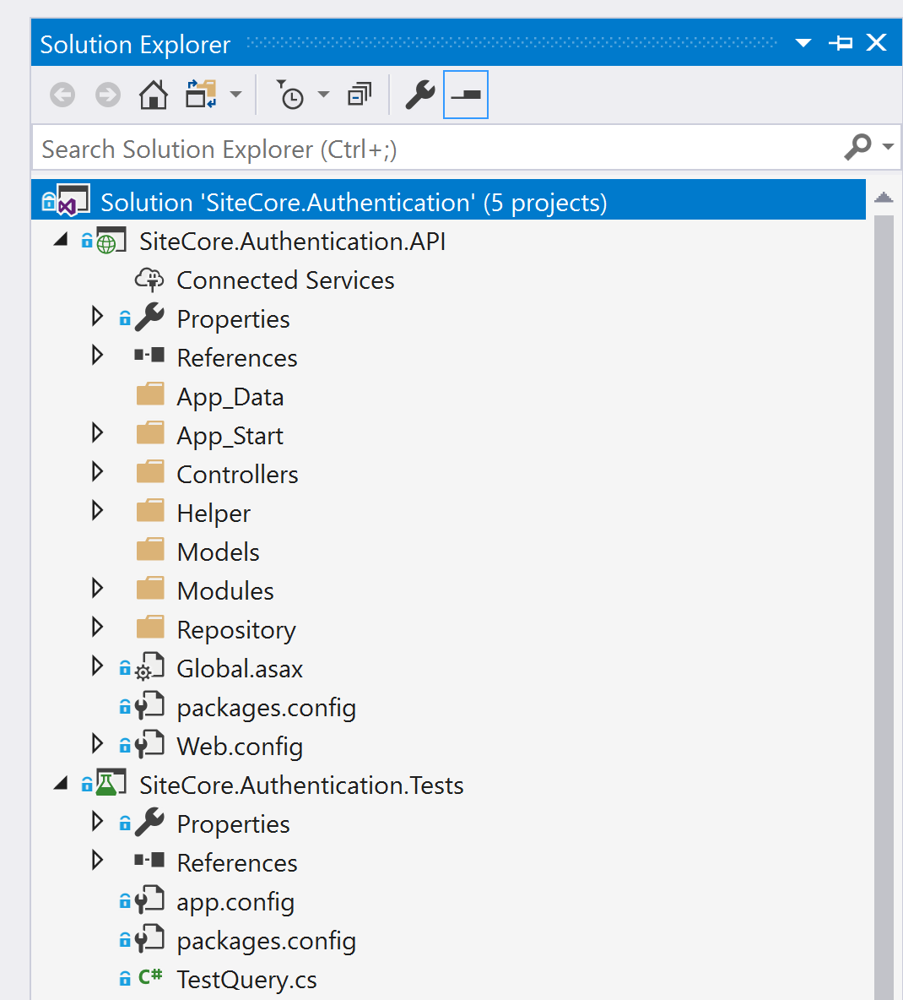 Solution Explorer
Search Solution Explorer (Ctrl+;)
Solution 'SiteCore.Authentication' (5 projects)
SiteCore.Authentication.API
Connected Services
Properties
References
App_Data
App_Start
Controllers
Helper
Models
Modules
Repository
Global.asax
packages.config
Web.config
SiteCore.Authentication.Tests
Properties
References
app.config
packages.config
C# TestQuery.cs